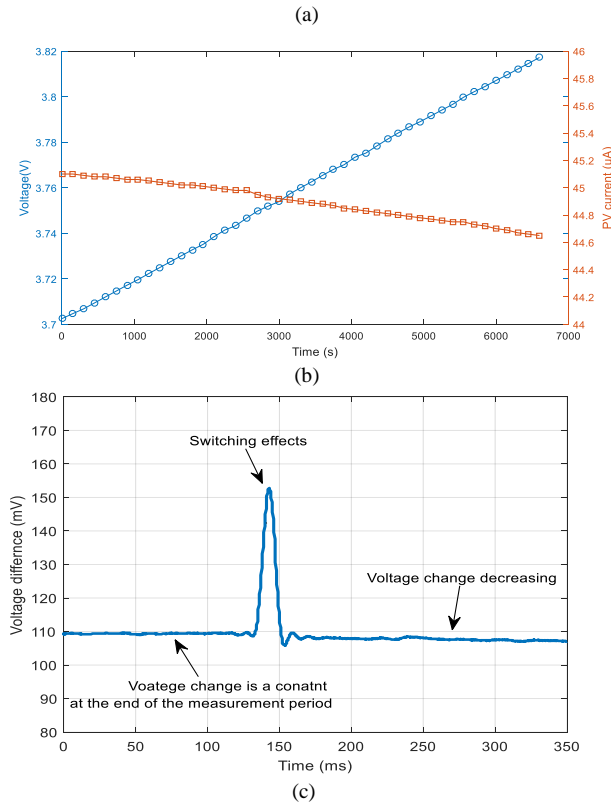 (a)
3.82
3.8
3.78
3.76
3.74
3.72
3.7
Voltage(V)
46
45.8
45.6
45.4
45.2
45
44.8
44.6
44.4
44.2
44
PV current (uA)
0 1000 2000 3000 4000 5000 6000 7000
Time (s)
(b)
180
170
160
150
140
130
120
110
100
90
80
Voltage differnce (mV)
Switching effects
Voltage change decreasing
Voatege change is a conatnt
at the end of the measurement period
0 50 100 150 200 250 300 350
Time (ms)
(c)